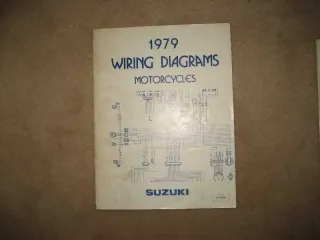 1979
WIRING DIAGRAMS
MOTORCYCLES
SUZUKI